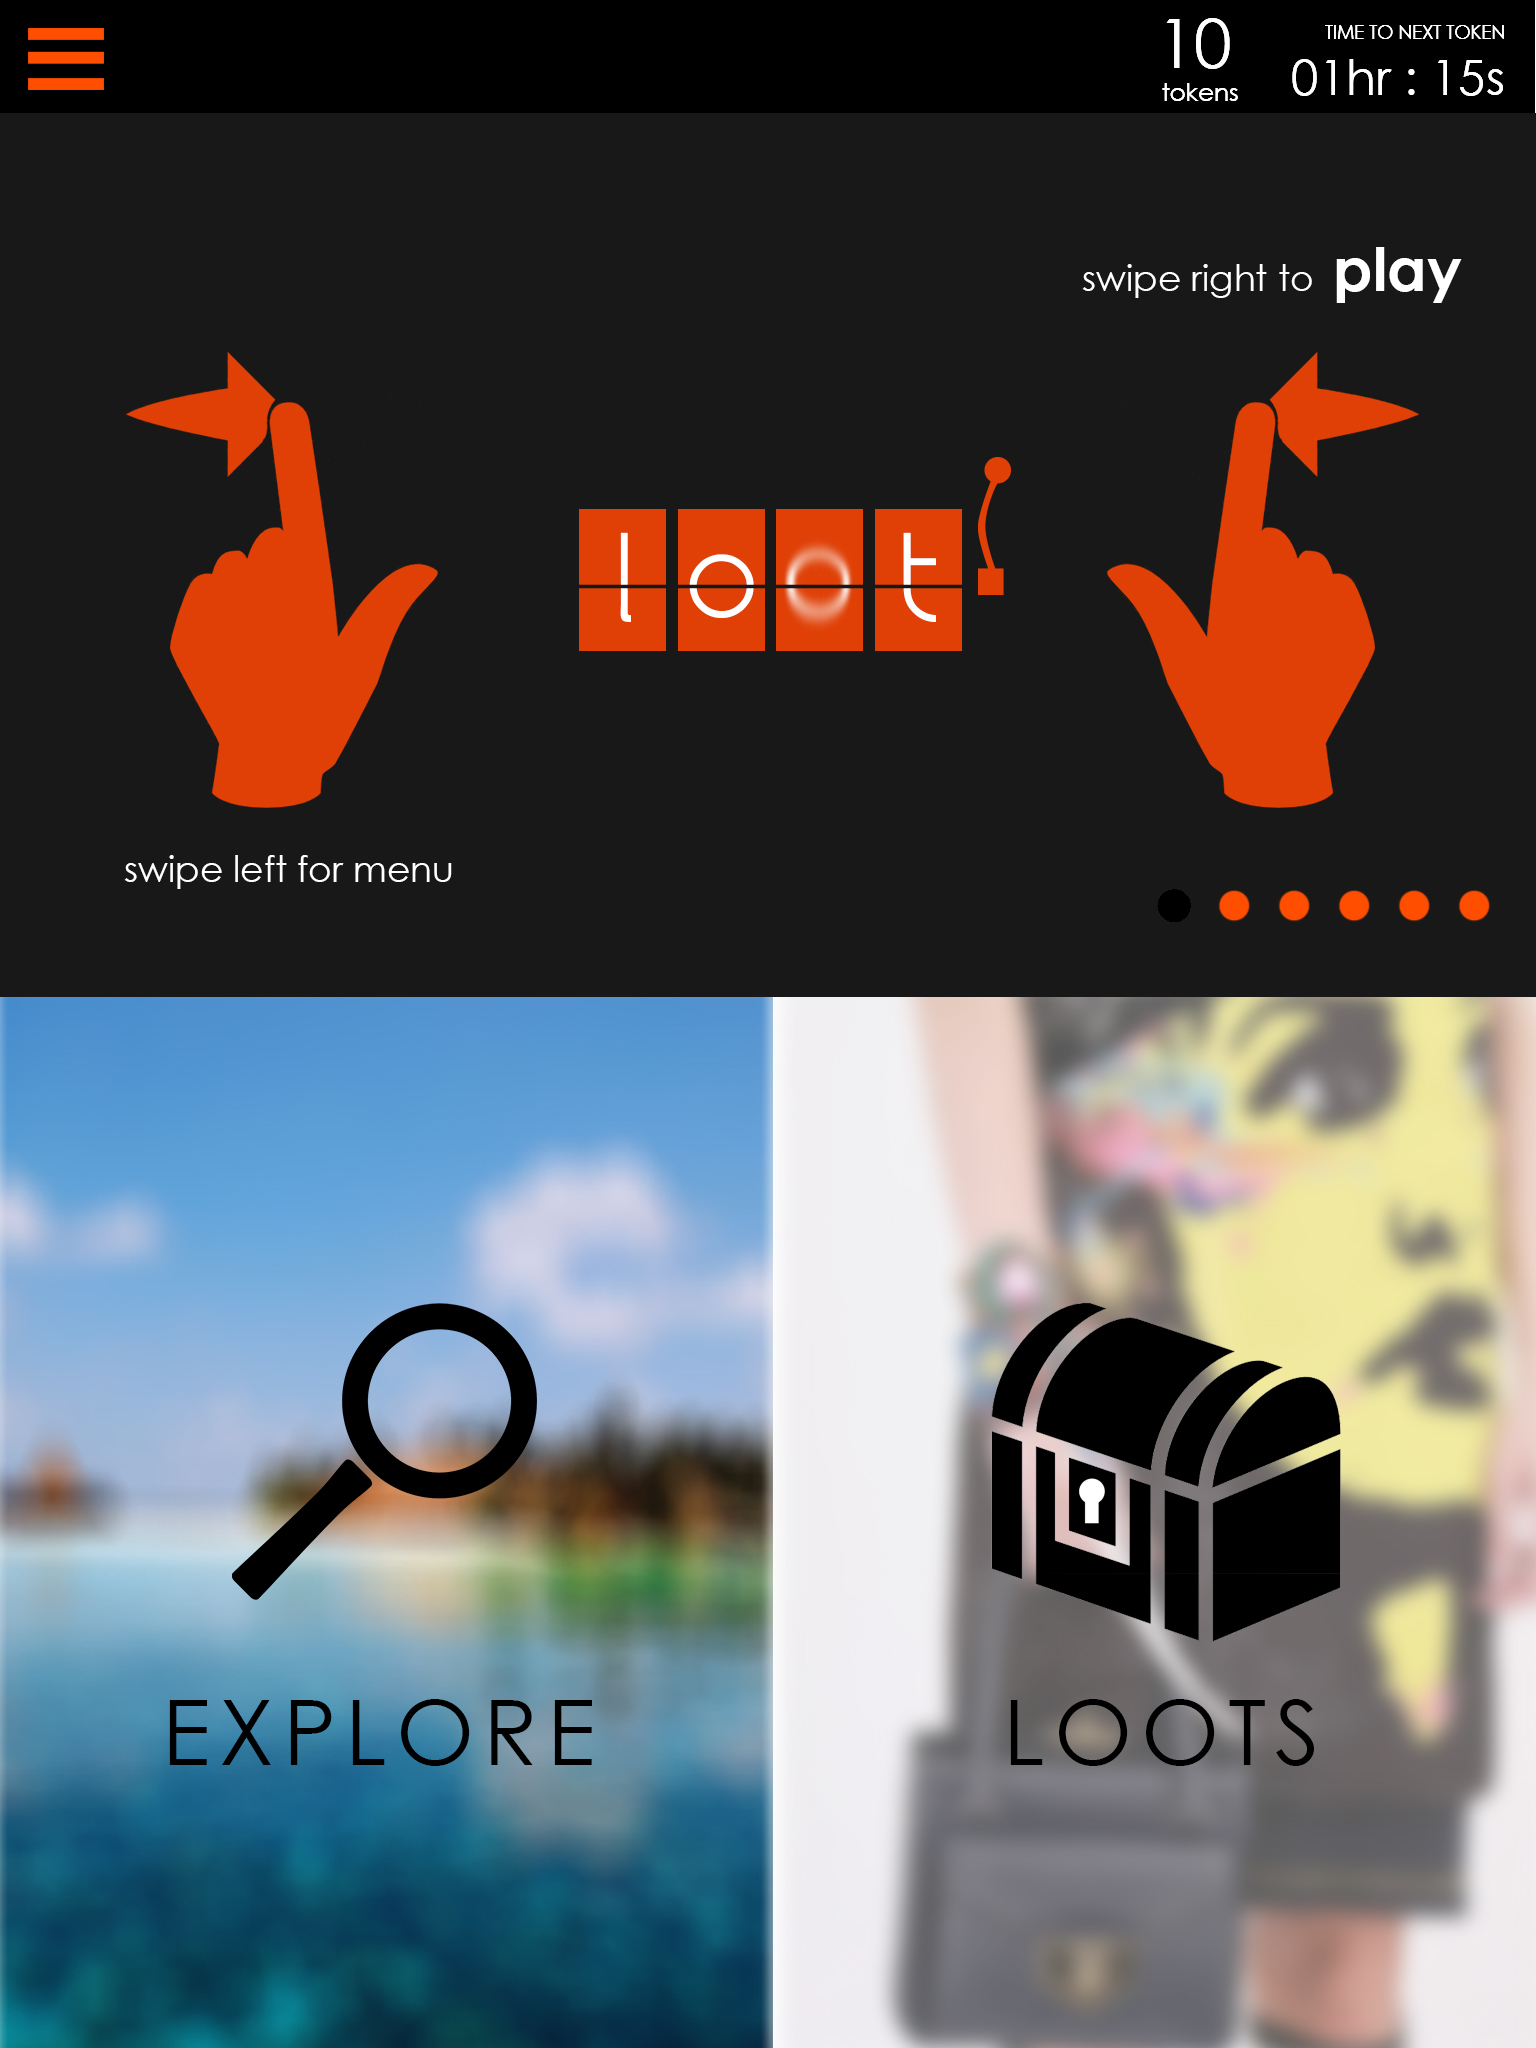 10
tokens
TIME TO NEXT TOKEN
01hr : 15s
swipe right to play
loot
swipe left for menu
EXPLORE
LOOTS